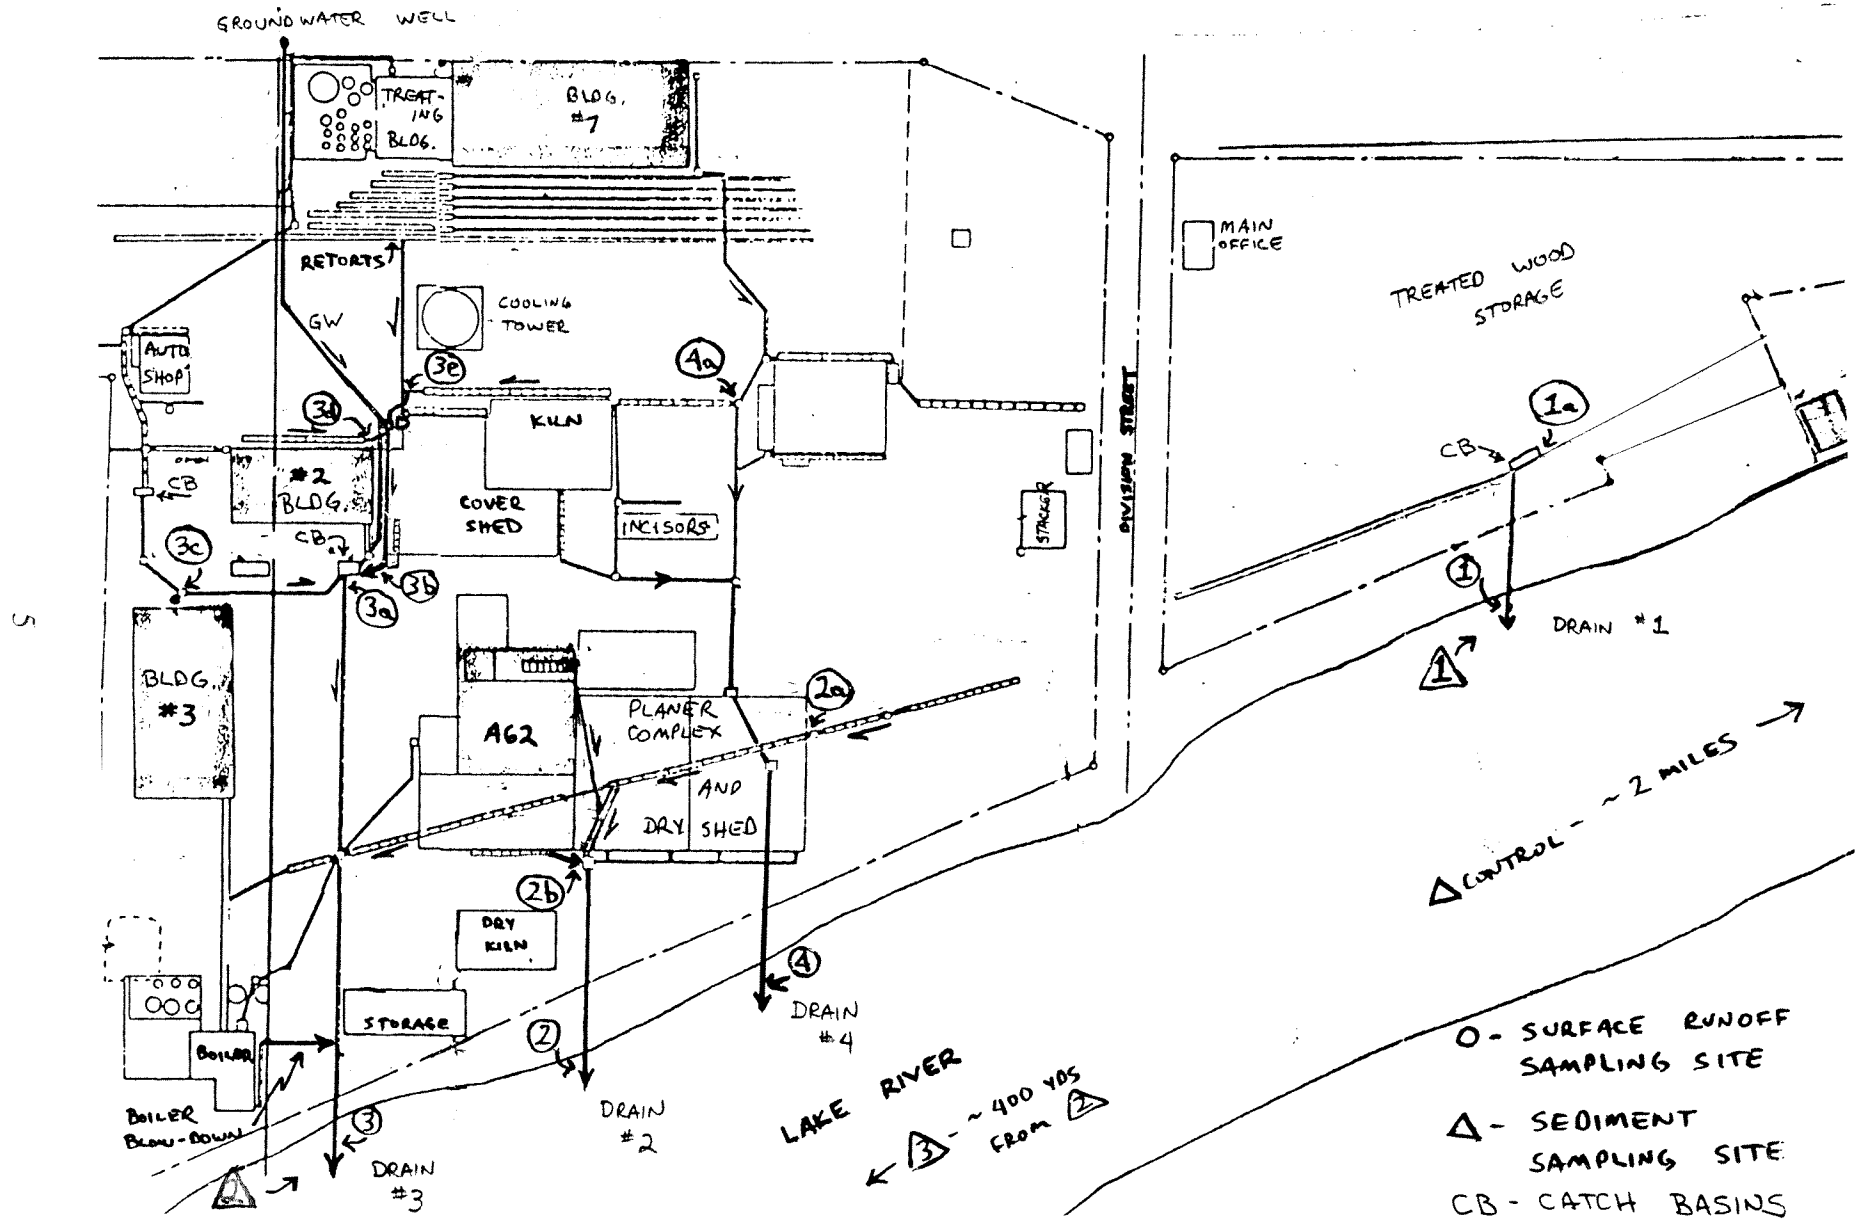 GROUNDWATER WELL
TREAT-
ING
BLDG.
BLDG.
#7
RETORTS
GW
COOLING
TOWER
MAIN
OFFICE
TREATED WOOD
STORAGE
AUTO
SHOP
3e
4a
3d
KILN
DIVISION STREET
1a
CB
OPEN
CB
#2
BLDG.
COVER
SHED
INCISORS
STACKER
3c
CB
3b
3a
1
DRAIN #1
1
5
BLDG.
#3
A62
PLANER
COMPLEX
AND
DRY SHED
2a
2b
DRY
KILN
CONTROL - ~ 2 MILES
STORAGE
BOILER
BOILER
BLOW-DOWN
4
DRAIN
#4
2
DRAIN
#2
3
DRAIN
#3
2
LAKE RIVER
3 - ~ 400 YDS
FROM 2
O - SURFACE RUNOFF
SAMPLING SITE
△ - SEDIMENT
SAMPLING SITE
CB - CATCH BASINS